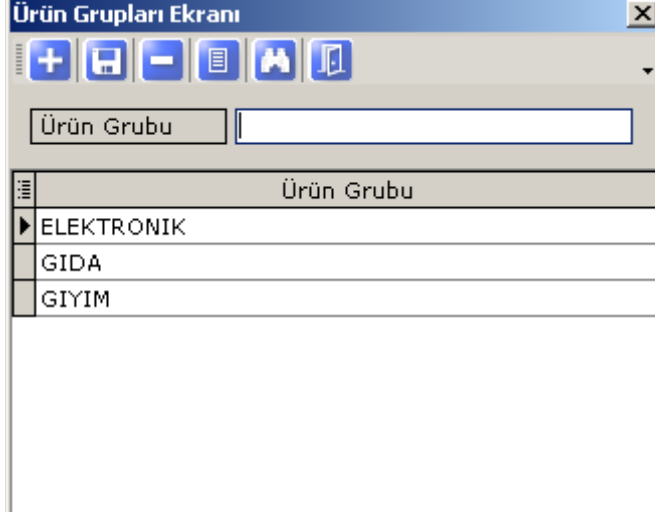 Ürün Grupları Ekranı
Ürün Grubu
Ürün Grubu
ELEKTRONIK
GIDA
GIYIM